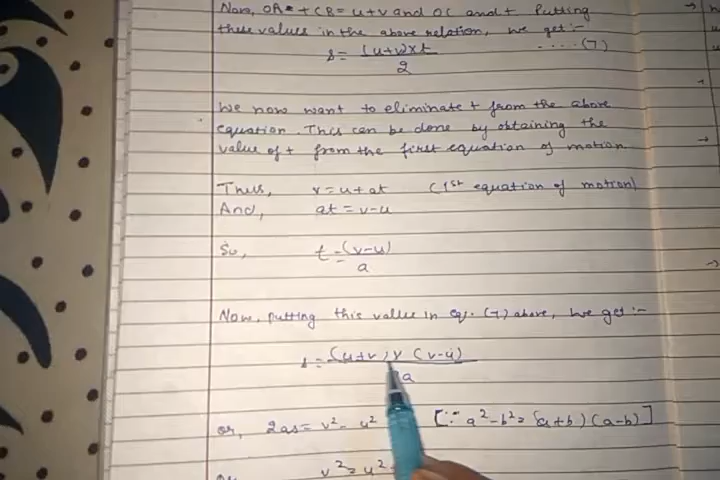 Now, OA + CB = u+v and OC and t. Putting
these values in the above relation, we get :-
s = (u+v)×t / 2 .....(7)
We now want to eliminate t from the above
equation. This can be done by obtaining the
value of t from the first equation of motion
Thus, v = u+at (1st equation of motion)
And, at = v-u
So, t = (v-u) / a
Now, putting this value in eq. (7) above, we get :-
s = (u+v) × (v-u) / 2a
or, 2as = v² - u² [∵ a²-b² = (a+b) (a-b)]
or v² = u²